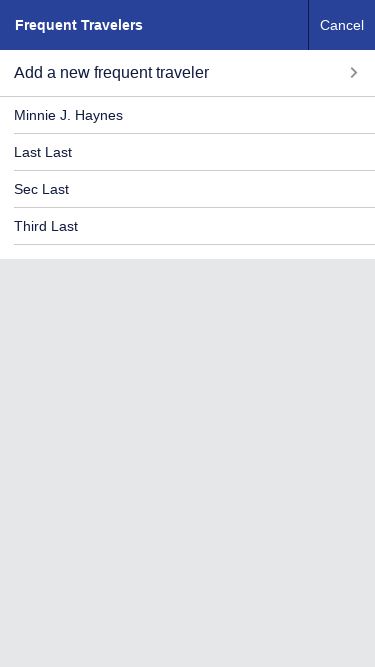 Frequent Travelers
Cancel
Add a new frequent traveler
Minnie J. Haynes
Last Last
Sec Last
Third Last